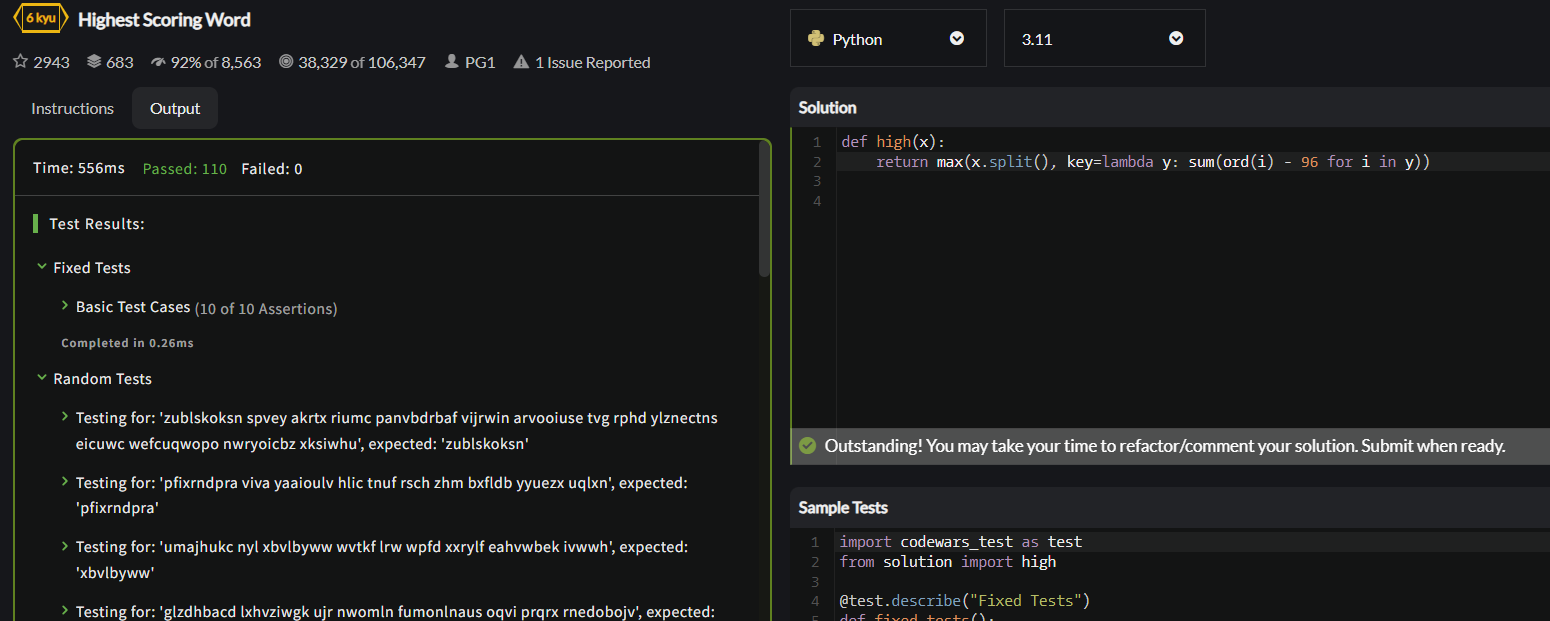 6 kyu Highest Scoring Word
2943 683 92% of 8,563 38,329 of 106,347 PG1 1 Issue Reported
Instructions Output
Time: 556ms Passed: 110 Failed: 0
Test Results:
Fixed Tests
Basic Test Cases (10 of 10 Assertions)
Completed in 0.26ms
Random Tests
Testing for: 'zublskoksn spvey akrtx riumc panvbdrbaf vijrwin arvooiuse tvg rphd ylznectns
eicuwc wefcuqwopo nwryoicbz xksiwhu', expected: 'zublskoksn'
Testing for: 'pfixrndpra viva yaaioulv hlic tnuf rsch zhm bxfldb yyuezx uqlxn', expected:
'pfixrndpra'
Testing for: 'umajhukc nyl xbvlbyww wvtkf lrw wpfd xxrylf eahvwbek ivwwh', expected:
'xbvlbyww'
Testing for: 'glzdhbacd lxhvziwgk ujr nwomln fumonlnaus oqvi prqrx rnedobojv', expected:
Python 3.11
Solution
1 def high(x):
2 return max(x.split(), key=lambda y: sum(ord(i) - 96 for i in y))
3
4
Outstanding! You may take your time to refactor/comment your solution. Submit when ready.
Sample Tests
1 import codewars_test as test
2 from solution import high
3
4 @test.describe("Fixed Tests")
5 def fixed_tests():